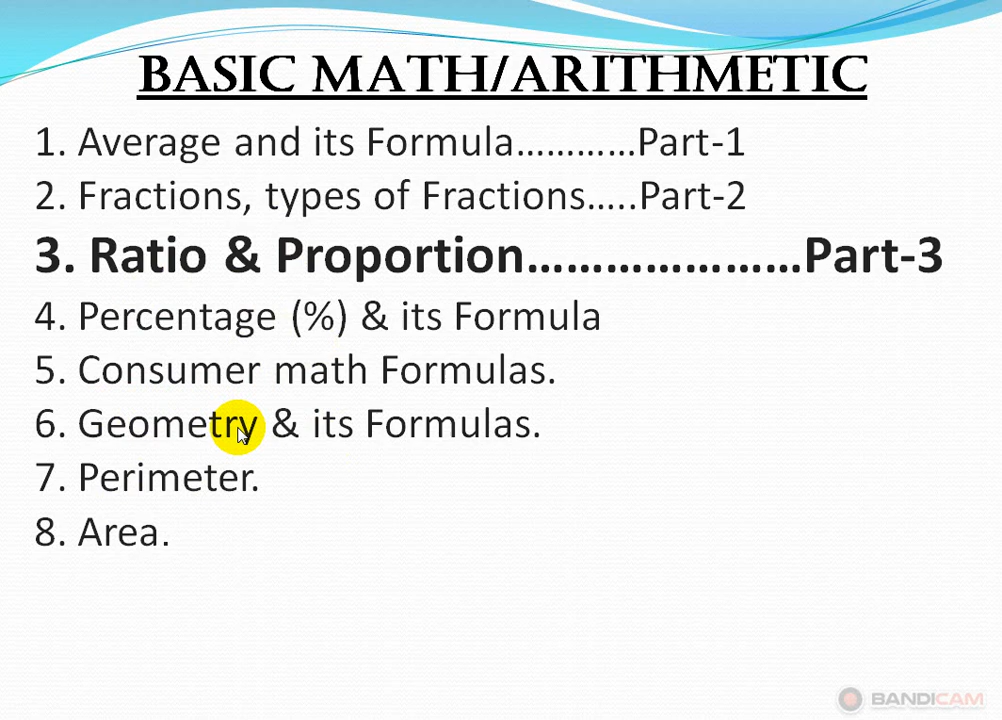 BASIC MATH/ARITHMETIC
1. Average and its Formula…………Part-1
2. Fractions, types of Fractions…..Part-2
3. Ratio & Proportion…………………Part-3
4. Percentage (%) & its Formula
5. Consumer math Formulas.
6. Geometry & its Formulas.
7. Perimeter.
8. Area.
BANDICAM